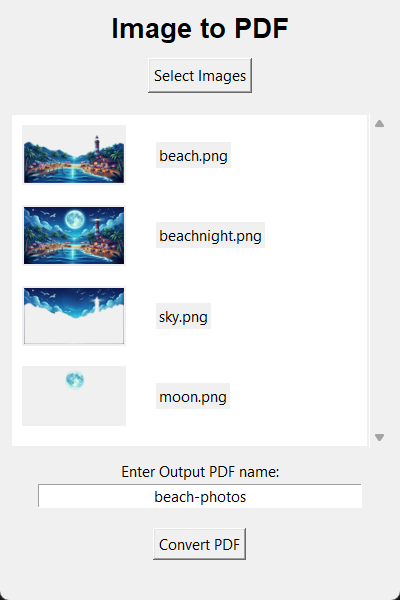 Image to PDF
Select Images
beach.png
beachnight.png
sky.png
moon.png
Enter Output PDF name:
beach-photos
Convert PDF